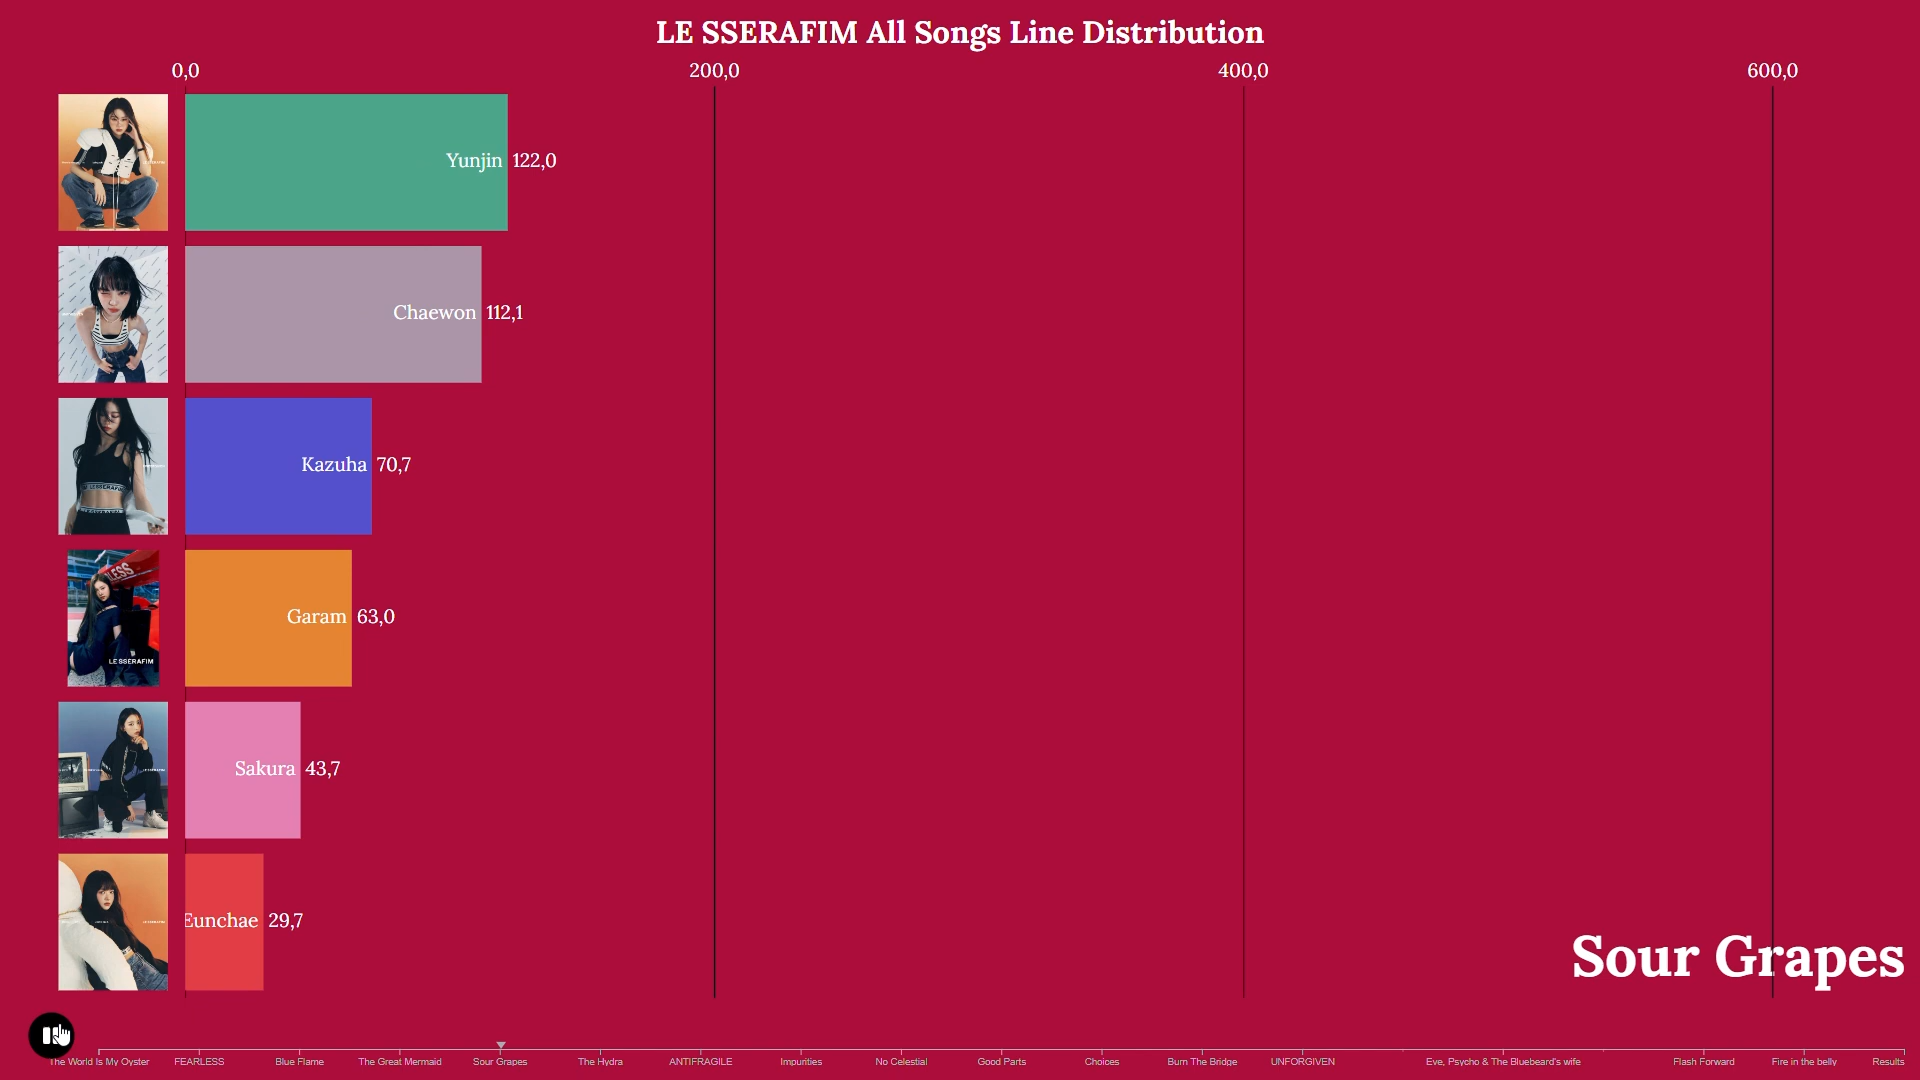 LE SSERAFIM All Songs Line Distribution
0,0 200,0 400,0 600,0
Yunjin 122,0
Chaewon 112,1
Kazuha 70,7
LESS
LE SSERAFIM
Garam 63,0
Sakura 43,7
Eunchae 29,7
Sour Grapes
The World Is My Oyster FEARLESS Blue Flame The Great Mermaid Sour Grapes The Hydra ANTIFRAGILE Impurities No Celestial Good Parts Choices Burn The Bridge UNFORGIVEN Eve, Psycho & The Bluebeard's wife Flash Forward Fire in the belly Results